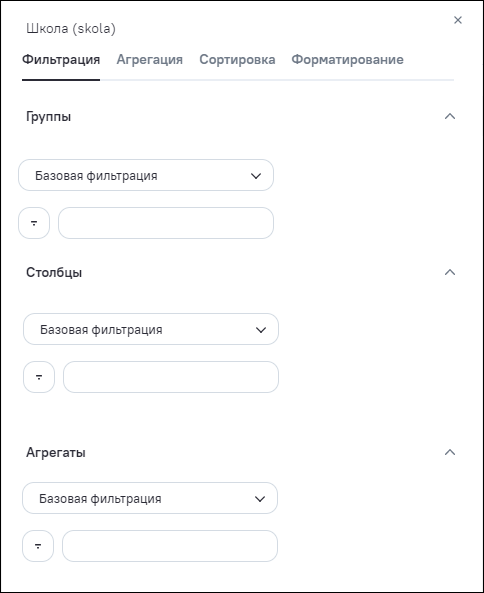 Школа (skola)
Фильтрация Агрегация Сортировка Форматирование
Группы
Базовая фильтрация
Столбцы
Базовая фильтрация
Агрегаты
Базовая фильтрация